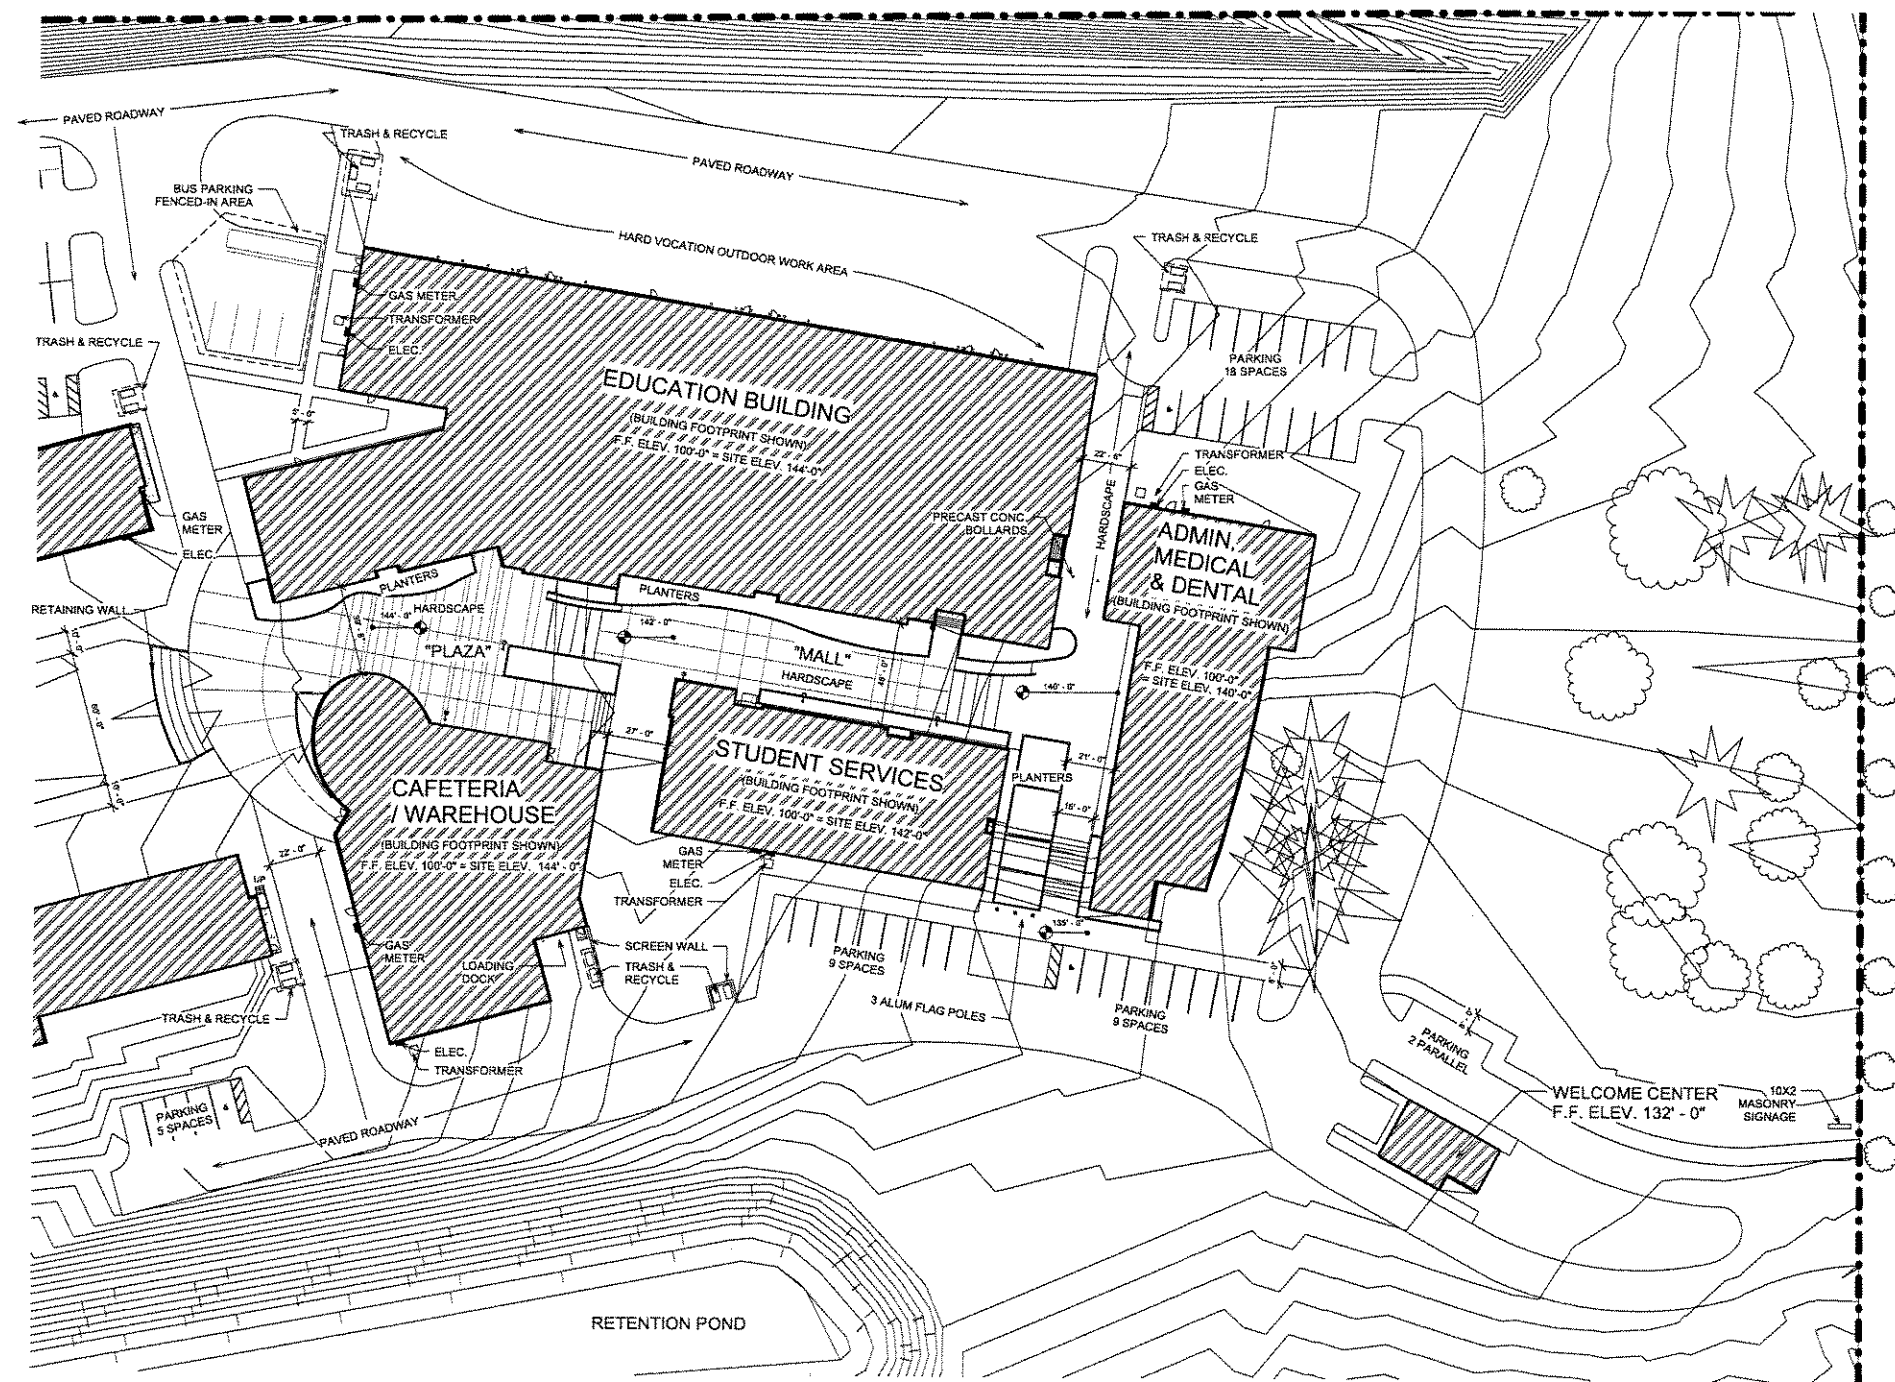 PAVED ROADWAY
TRASH & RECYCLE
PAVED ROADWAY
BUS PARKING
FENCED-IN AREA
HARD VOCATION OUTDOOR WORK AREA
TRASH & RECYCLE
GAS METER
TRANSFORMER
ELEC.
TRASH & RECYCLE
PARKING
18 SPACES
EDUCATION BUILDING
(BUILDING FOOTPRINT SHOWN)
F.F. ELEV. 100'-0" = SITE ELEV. 144'-0"
TRANSFORMER
ELEC.
GAS
METER
HARDSCAPE
GAS
METER
ELEC.
PRECAST CONC.
BOLLARDS
ADMIN,
MEDICAL
& DENTAL
(BUILDING FOOTPRINT SHOWN)
F.F. ELEV. 100'-0"
= SITE ELEV. 140'-0"
PLANTERS
PLANTERS
RETAINING WALL
144' - 0"
HARDSCAPE
142' - 0"
"PLAZA"
"MALL"
HARDSCAPE
140' - 0"
27' - 0"
21' - 0"
STUDENT SERVICES
(BUILDING FOOTPRINT SHOWN)
F.F. ELEV. 100'-0" = SITE ELEV. 142'-0"
PLANTERS
16' - 0"
CAFETERIA
/ WAREHOUSE
(BUILDING FOOTPRINT SHOWN)
F.F. ELEV. 100'-0" = SITE ELEV. 144' - 0"
22' - 0"
GAS
METER
ELEC.
TRANSFORMER
135' - 0"
GAS
METER
LOADING
DOCK
SCREEN WALL
TRASH &
RECYCLE
PARKING
9 SPACES
3 ALUM FLAG POLES
PARKING
9 SPACES
TRASH & RECYCLE
ELEC.
TRANSFORMER
PARKING
2 PARALLEL
WELCOME CENTER
F.F. ELEV. 132' - 0"
10X2
MASONRY
SIGNAGE
PARKING
5 SPACES
PAVED ROADWAY
RETENTION POND